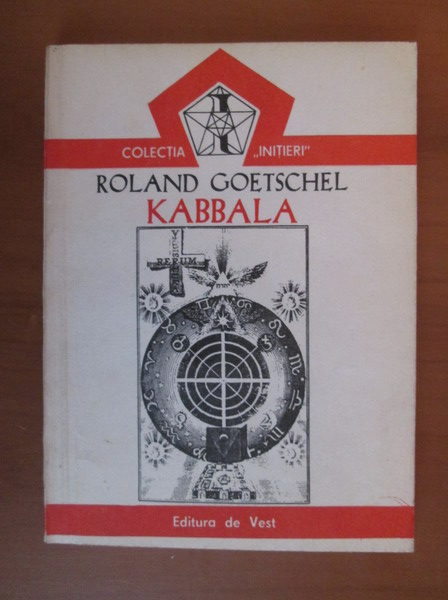 COLECȚIA „INIȚIERI”
ROLAND GOETSCHEL
KABBALA
RERUM
Editura de Vest